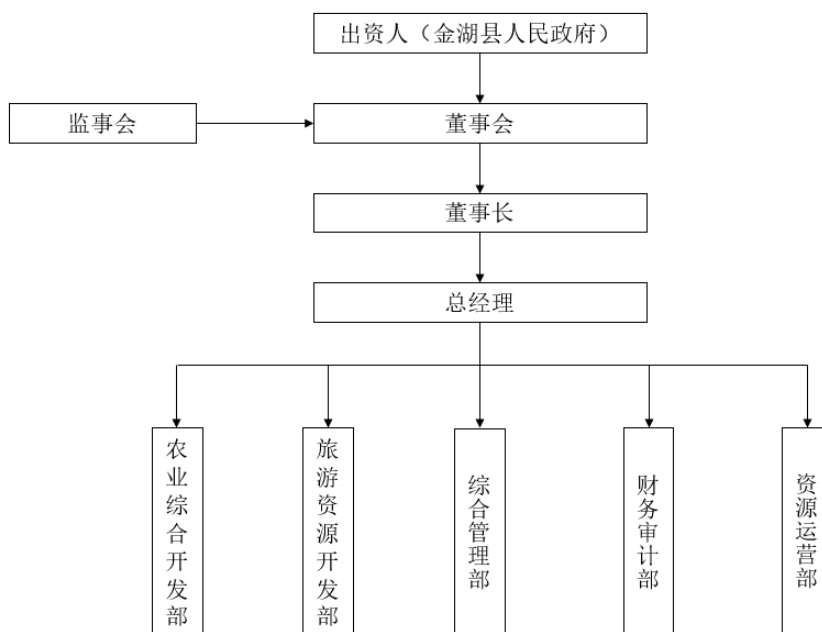 出资人（金湖县人民政府）
监事会
董事会
董事长
总经理
农业综合开发部
旅游资源开发部
综合管理部
财务审计部
资源运营部